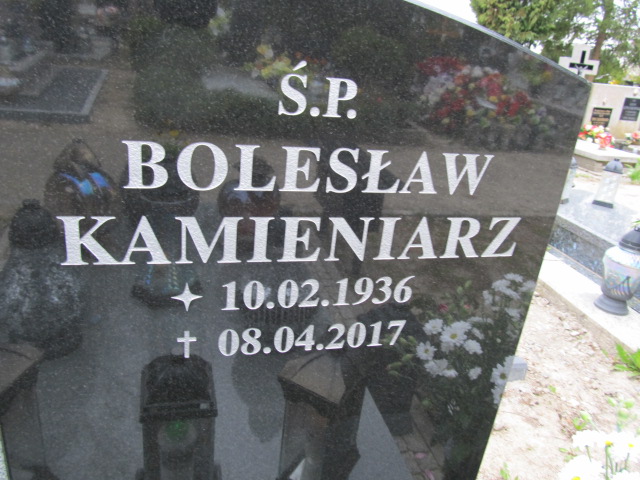 Ś.P.
BOLESŁAW
KAMIENIARZ
10.02.1936
08.04.2017